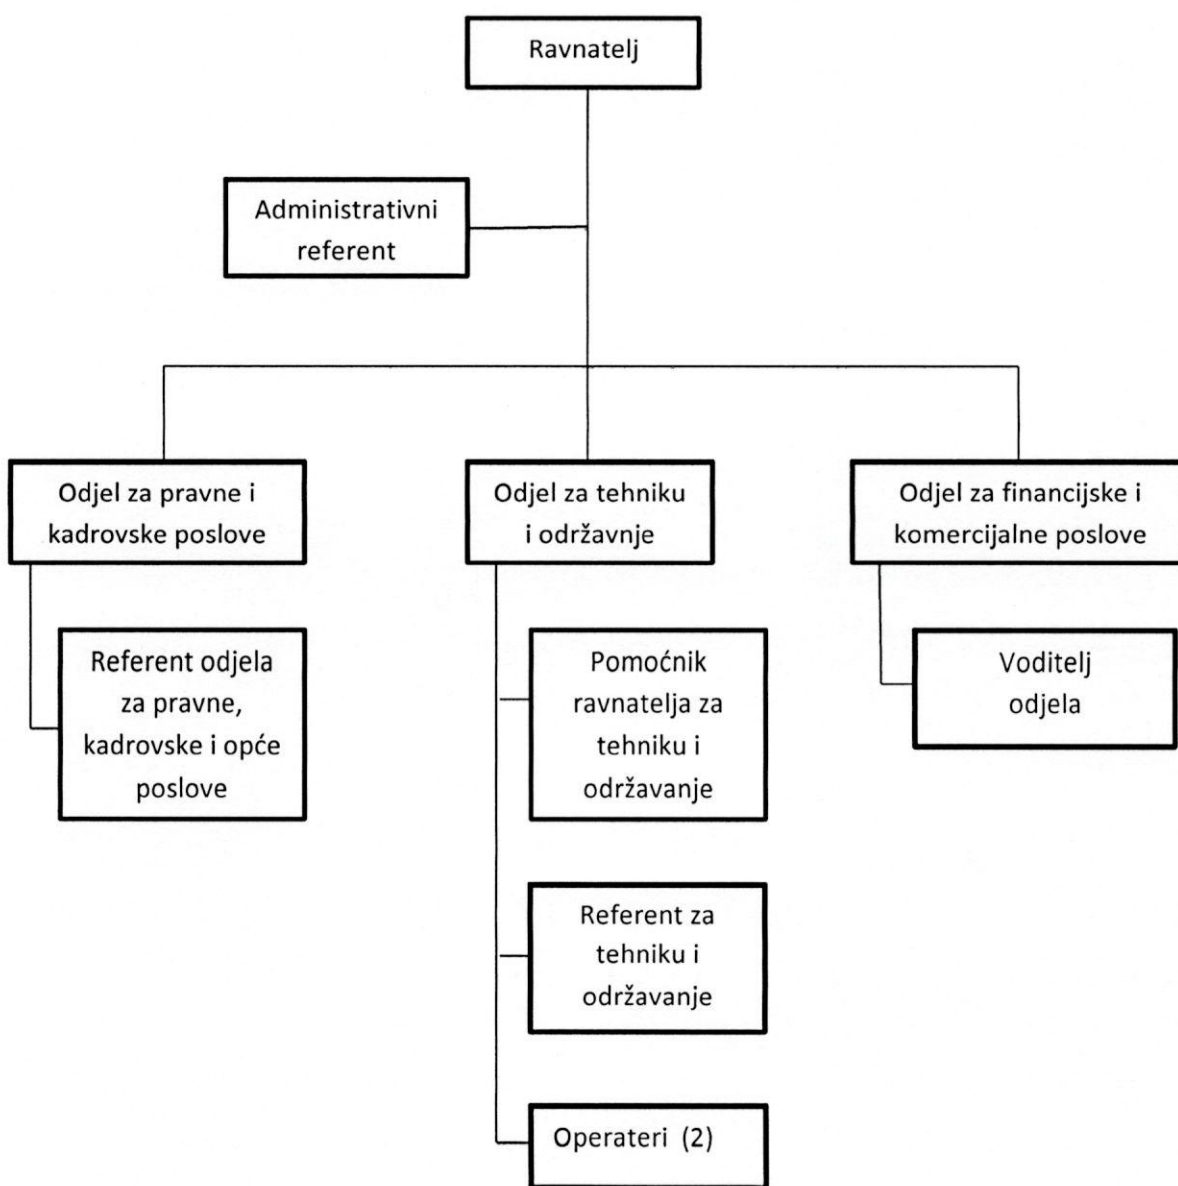 Ravnatelj
Administrativni
referent
Odjel za pravne i
kadrovske poslove
Odjel za tehniku
i održavnje
Odjel za financijske i
komercijalne poslove
Referent odjela
za pravne,
kadrovske i opće
poslove
Pomoćnik
ravnatelja za
tehniku i
održavanje
Voditelj
odjela
Referent za
tehniku i
održavanje
Operateri (2)